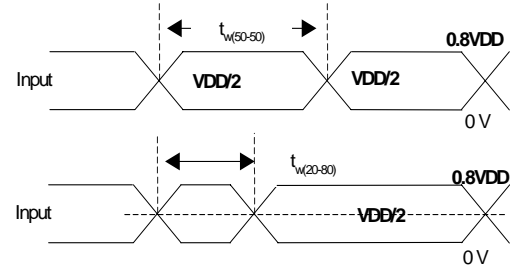 tw(50-50)
0.8VDD
Input
VDD/2
VDD/2
0 V
tw(20-80)
0.8VDD
Input
VDD/2
0 V